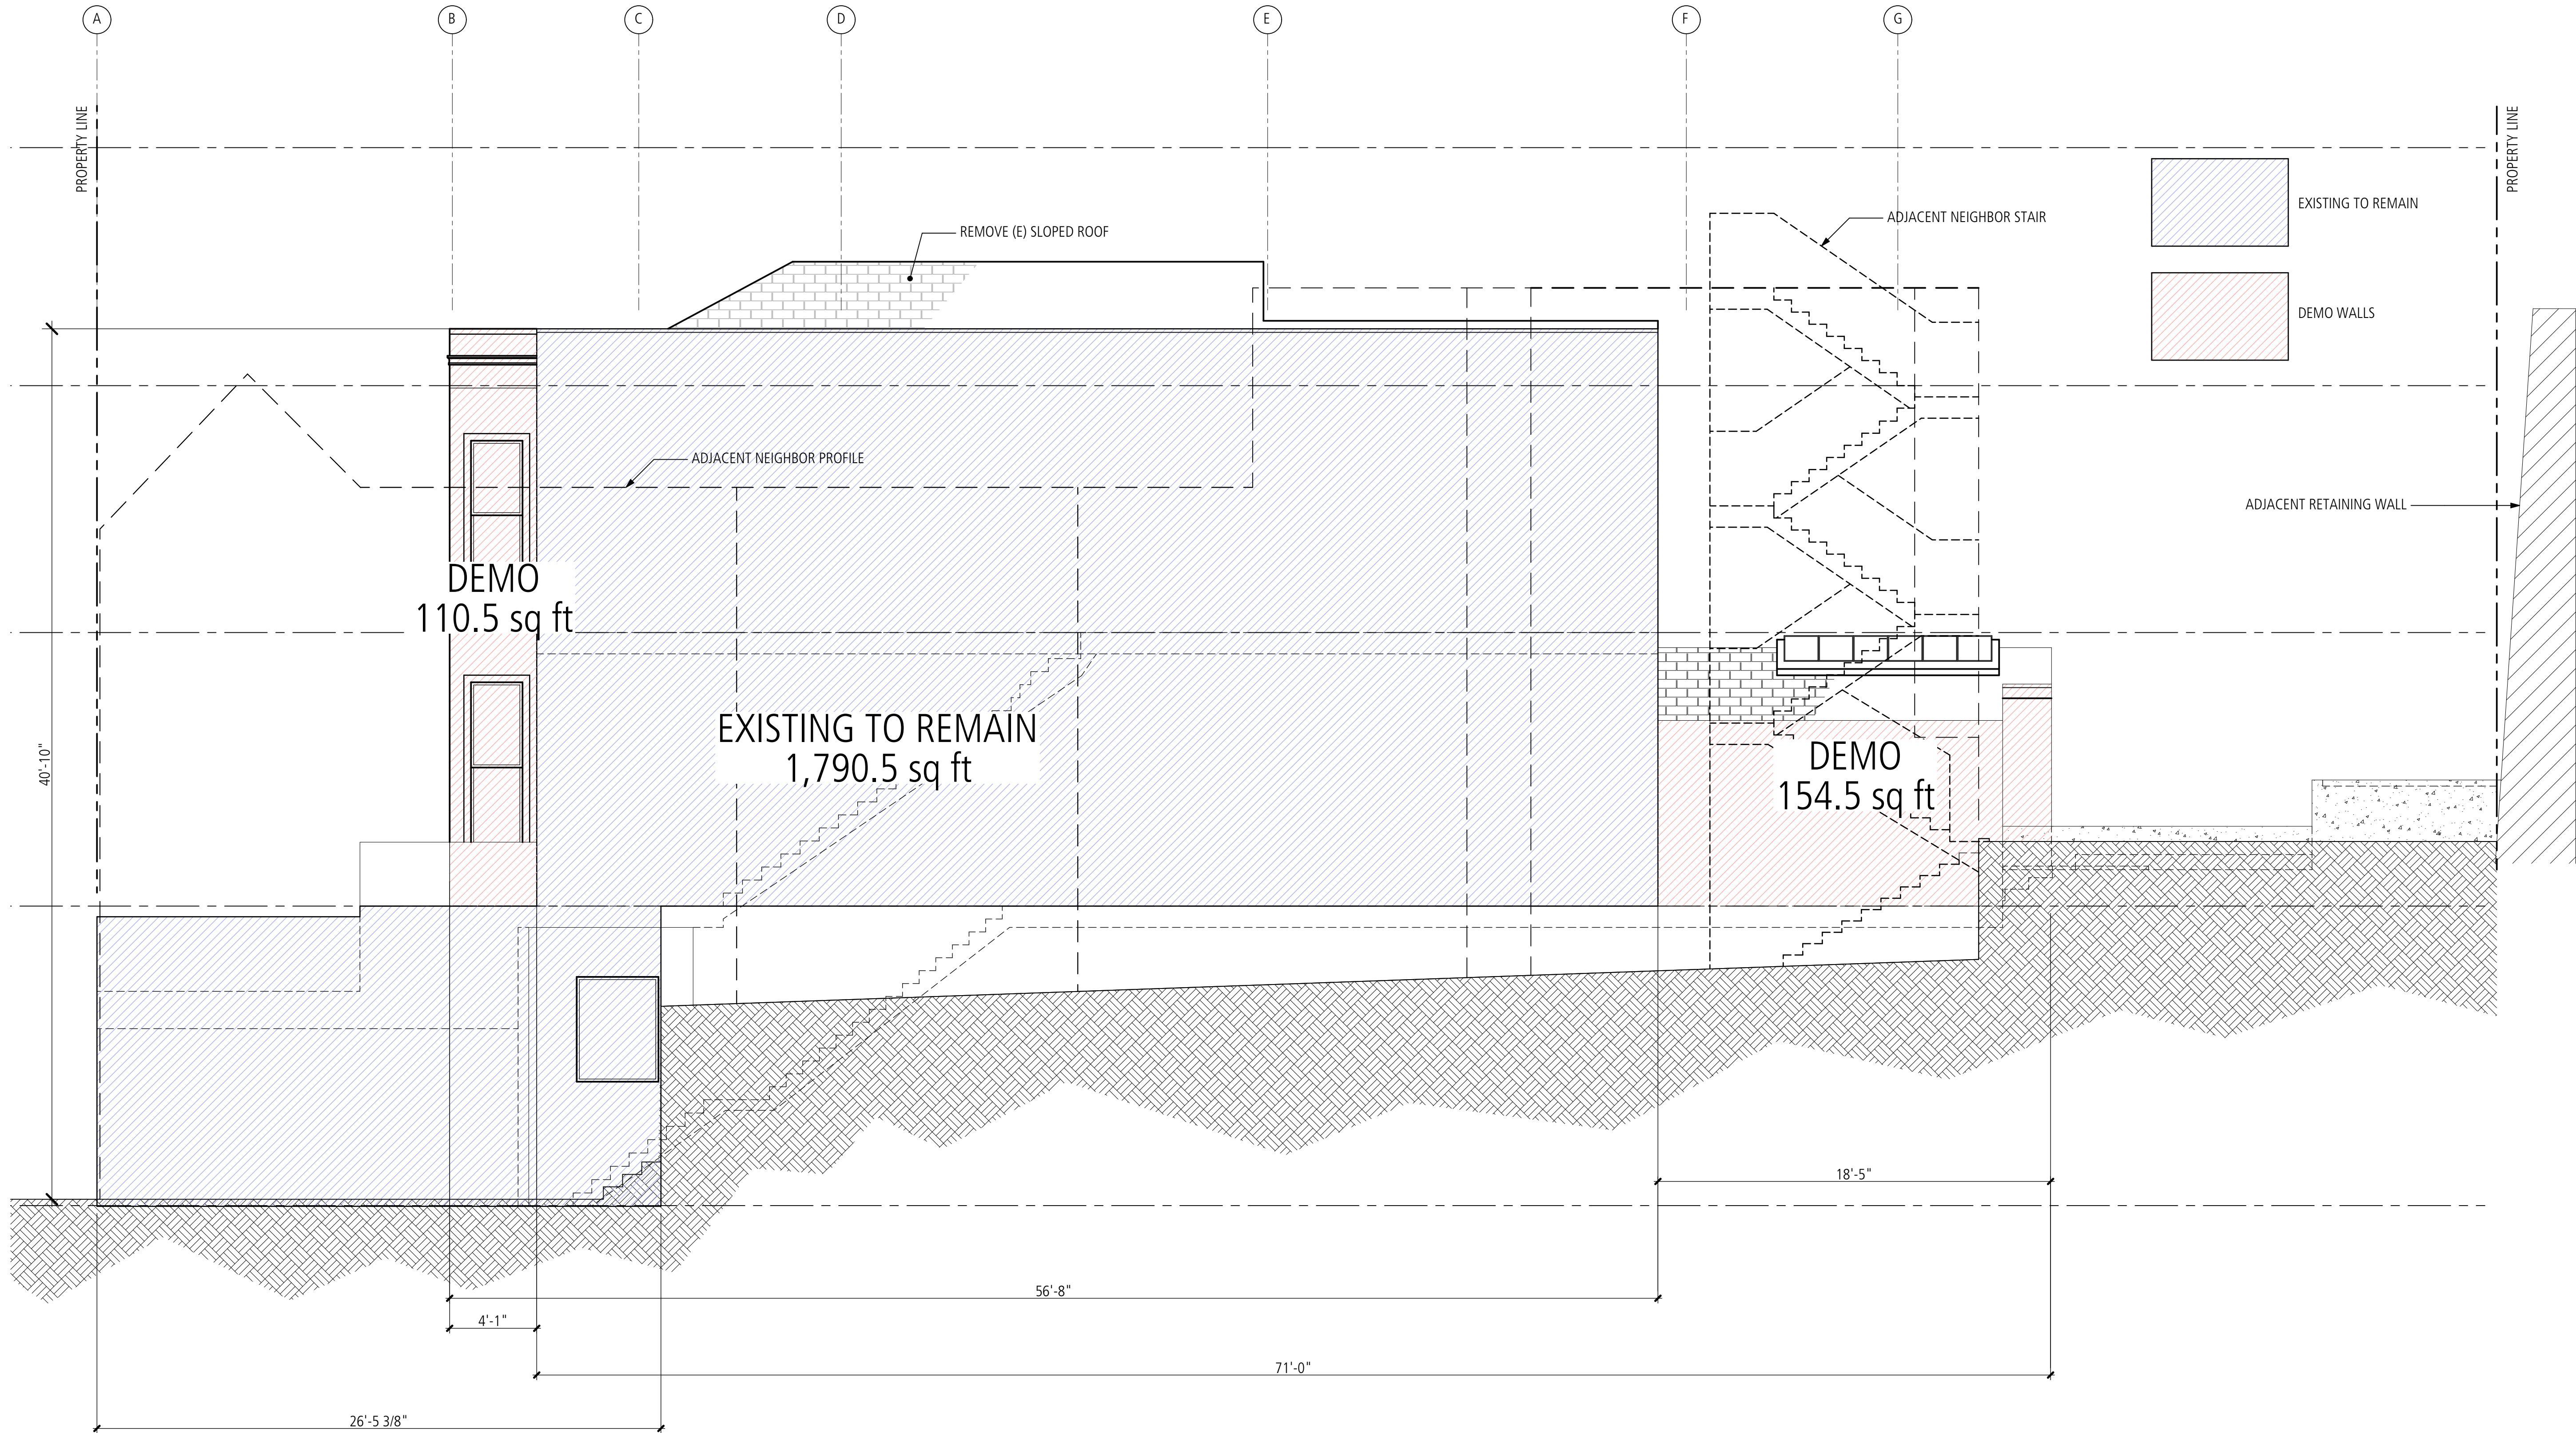 A
B
C
D
E
F
G
PROPERTY LINE
PROPERTY LINE
EXISTING TO REMAIN
ADJACENT NEIGHBOR STAIR
REMOVE (E) SLOPED ROOF
DEMO WALLS
ADJACENT NEIGHBOR PROFILE
ADJACENT RETAINING WALL
DEMO
110.5 sq ft
EXISTING TO REMAIN
1,790.5 sq ft
DEMO
154.5 sq ft
40'-10"
18'-5"
56'-8"
4'-1"
71'-0"
26'-5 3/8"